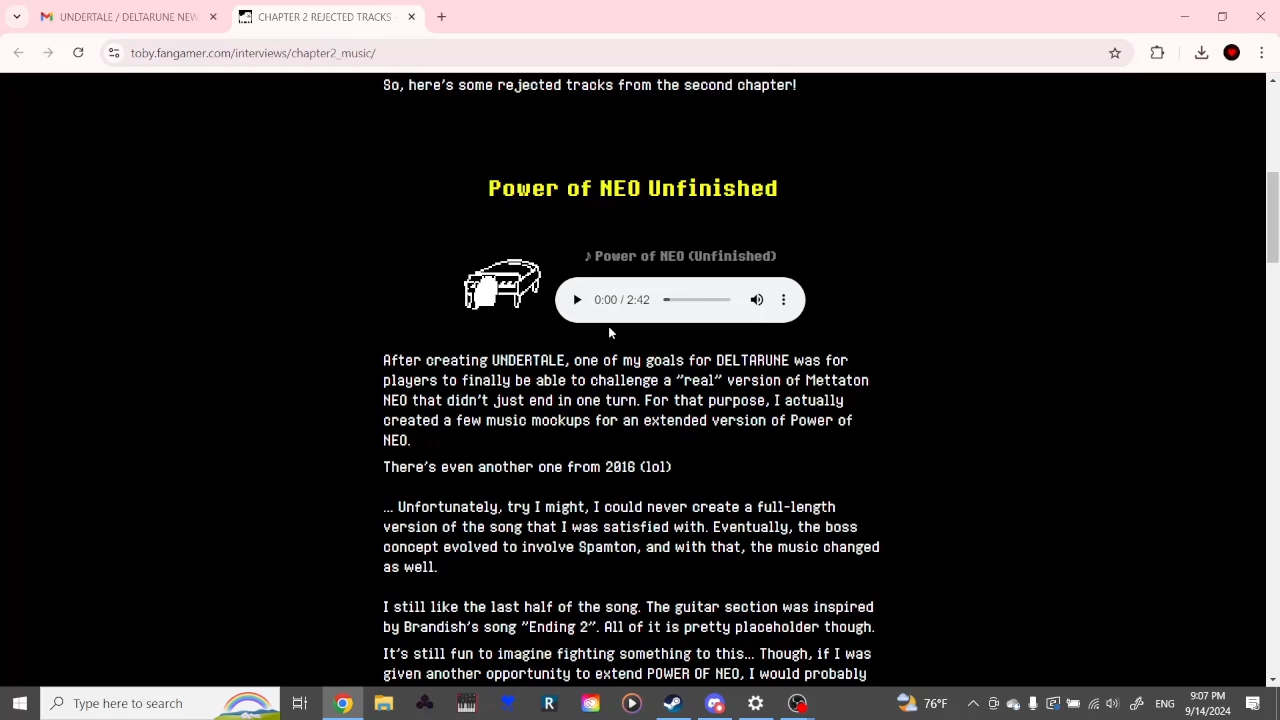 UNDERTALE / DELTARUNE NEW
CHAPTER 2 REJECTED TRACKS -
toby.fangamer.com/interviews/chapter2_music/
So, here's some rejected tracks from the second chapter!
Power of NEO Unfinished
♪ Power of NEO (Unfinished)
0:00 / 2:42
After creating UNDERTALE, one of my goals for DELTARUNE was for
players to finally be able to challenge a "real" version of Mettaton
NEO that didn't just end in one turn. For that purpose, I actually
created a few music mockups for an extended version of Power of
NEO.
There's even another one from 2016 (lol)
... Unfortunately, try I might, I could never create a full-length
version of the song that I was satisfied with. Eventually, the boss
concept evolved to involve Spamton, and with that, the music changed
as well.
I still like the last half of the song. The guitar section was inspired
by Brandish's song "Ending 2". All of it is pretty placeholder though.
It's still fun to imagine fighting something to this... Though, if I was
given another opportunity to extend POWER OF NEO, I would probably
Type here to search
R
76°F
ENG
9:07 PM
9/14/2024